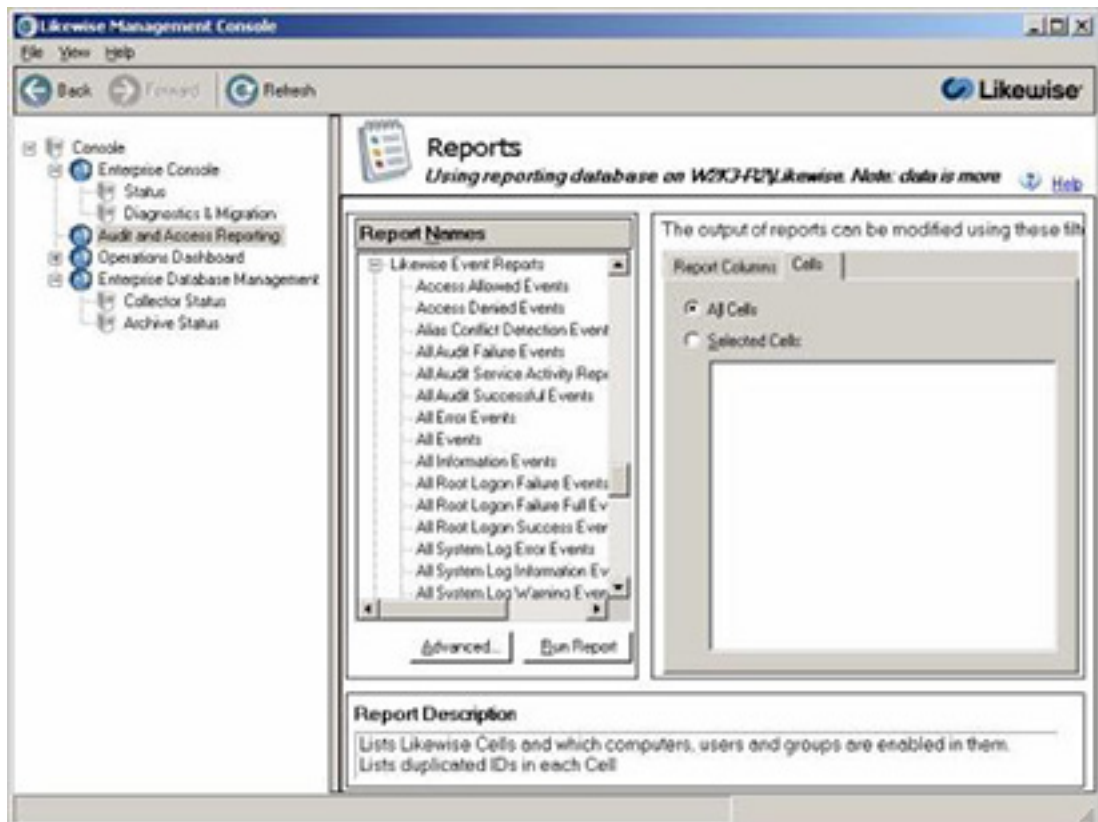 Likewise Management Console
File View Help
Back Forward Refresh
Likewise
Console
Enterprise Console
Status
Diagnostics & Migration
Audit and Access Reporting
Operations Dashboard
Enterprise Database Management
Collector Status
Archive Status
Reports
Using reporting database on W2K3-R2\Likewise. Note: data is more
Help
Report Names
Likewise Event Reports
Access Allowed Events
Access Denied Events
Alias Conflict Detection Event
All Audit Failure Events
All Audit Service Activity Rep
All Audit Successful Events
All Error Events
All Events
All Information Events
All Root Logon Failure Events
All Root Logon Failure Full Ev
All Root Logon Success Ever
All System Log Error Events
All System Log Information Ev
All System Log Warning Even
Advanced... Run Report
The output of reports can be modified using these filt
Report Columns Cells
All Cells
Selected Cells:
Report Description
Lists Likewise Cells and which computers, users and groups are enabled in them.
Lists duplicated IDs in each Cell